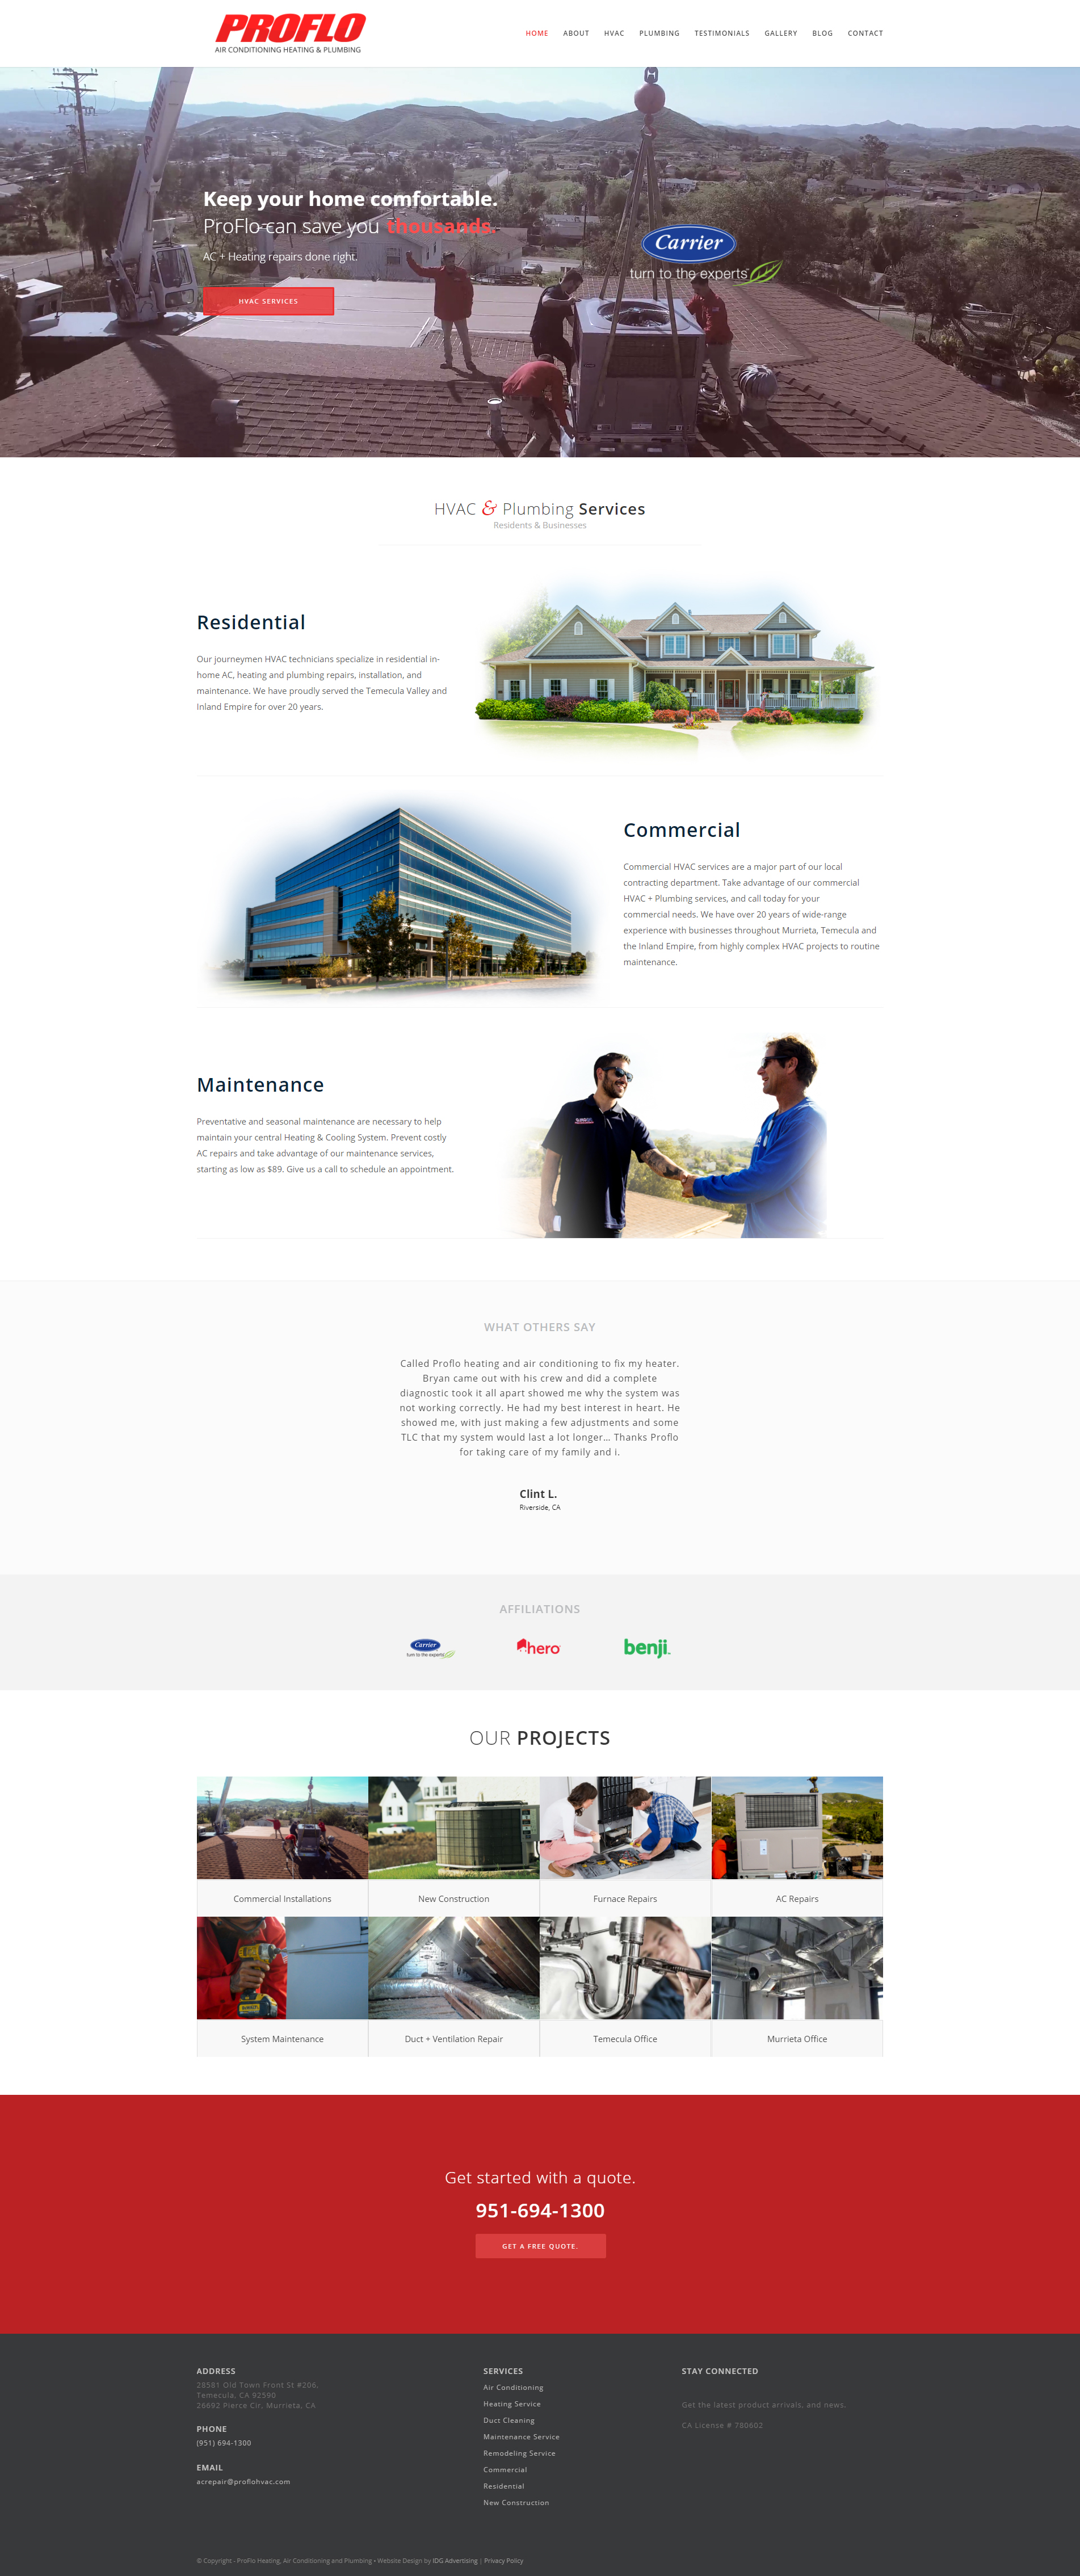 PROFLO
AIR CONDITIONING HEATING & PLUMBING
HOME ABOUT HVAC PLUMBING TESTIMONIALS GALLERY BLOG CONTACT
Keep your home comfortable.
ProFlo can save you thousands.
AC + Heating repairs done right.
HVAC SERVICES
Carrier
turn to the experts
HVAC & Plumbing Services
Residents & Businesses
Residential
Our journeymen HVAC technicians specialize in residential in-
home AC, heating and plumbing repairs, installation, and
maintenance. We have proudly served the Temecula Valley and
Inland Empire for over 20 years.
Commercial
Commercial HVAC services are a major part of our local
contracting department. Take advantage of our commercial
HVAC + Plumbing services, and call today for your
commercial needs. We have over 20 years of wide-range
experience with businesses throughout Murrieta, Temecula and
the Inland Empire, from highly complex HVAC projects to routine
maintenance.
Maintenance
Preventative and seasonal maintenance are necessary to help
maintain your central Heating & Cooling System. Prevent costly
AC repairs and take advantage of our maintenance services,
starting as low as $89. Give us a call to schedule an appointment.
WHAT OTHERS SAY
Called Proflo heating and air conditioning to fix my heater.
Bryan came out with his crew and did a complete
diagnostic took it all apart showed me why the system was
not working correctly. He had my best interest in heart. He
showed me, with just making a few adjustments and some
TLC that my system would last a lot longer… Thanks Proflo
for taking care of my family and i.
Clint L.
Riverside, CA
AFFILIATIONS
Carrier
turn to the experts
hero
benji
OUR PROJECTS
Commercial Installations
New Construction
Furnace Repairs
AC Repairs
System Maintenance
Duct + Ventilation Repair
Temecula Office
Murrieta Office
Get started with a quote.
951-694-1300
GET A FREE QUOTE.
ADDRESS
28581 Old Town Front St #206,
Temecula, CA 92590
26692 Pierce Cir, Murrieta, CA
PHONE
(951) 694-1300
EMAIL
acrepair@proflohvac.com
SERVICES
Air Conditioning
Heating Service
Duct Cleaning
Maintenance Service
Remodeling Service
Commercial
Residential
New Construction
STAY CONNECTED
Get the latest product arrivals, and news.
CA License # 780602
© Copyright - ProFlo Heating, Air Conditioning and Plumbing • Website Design by IDG Advertising | Privacy Policy